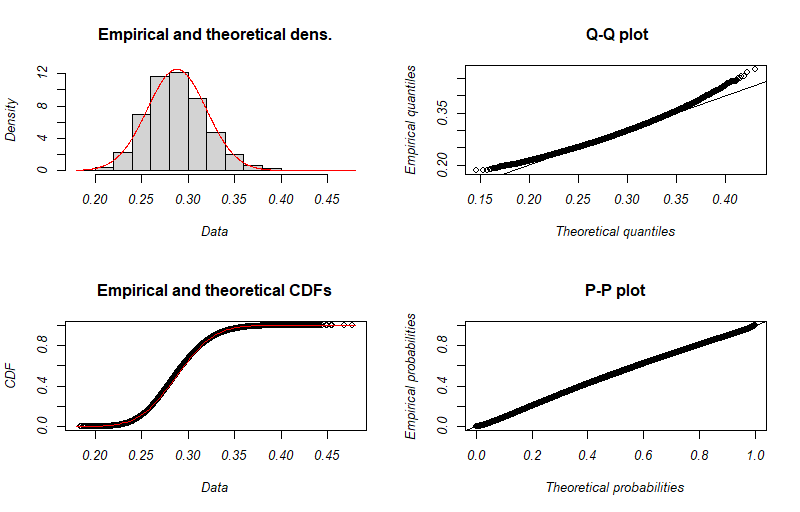 Empirical and theoretical dens.
Density
12
8
4
0
0.20 0.25 0.30 0.35 0.40 0.45
Data
Q-Q plot
Empirical quantiles
0.35
0.20
0.15 0.20 0.25 0.30 0.35 0.40
Theoretical quantiles
Empirical and theoretical CDFs
CDF
0.8
0.4
0.0
0.20 0.25 0.30 0.35 0.40 0.45
Data
P-P plot
Empirical probabilities
0.8
0.4
0.0
0.0 0.2 0.4 0.6 0.8 1.0
Theoretical probabilities